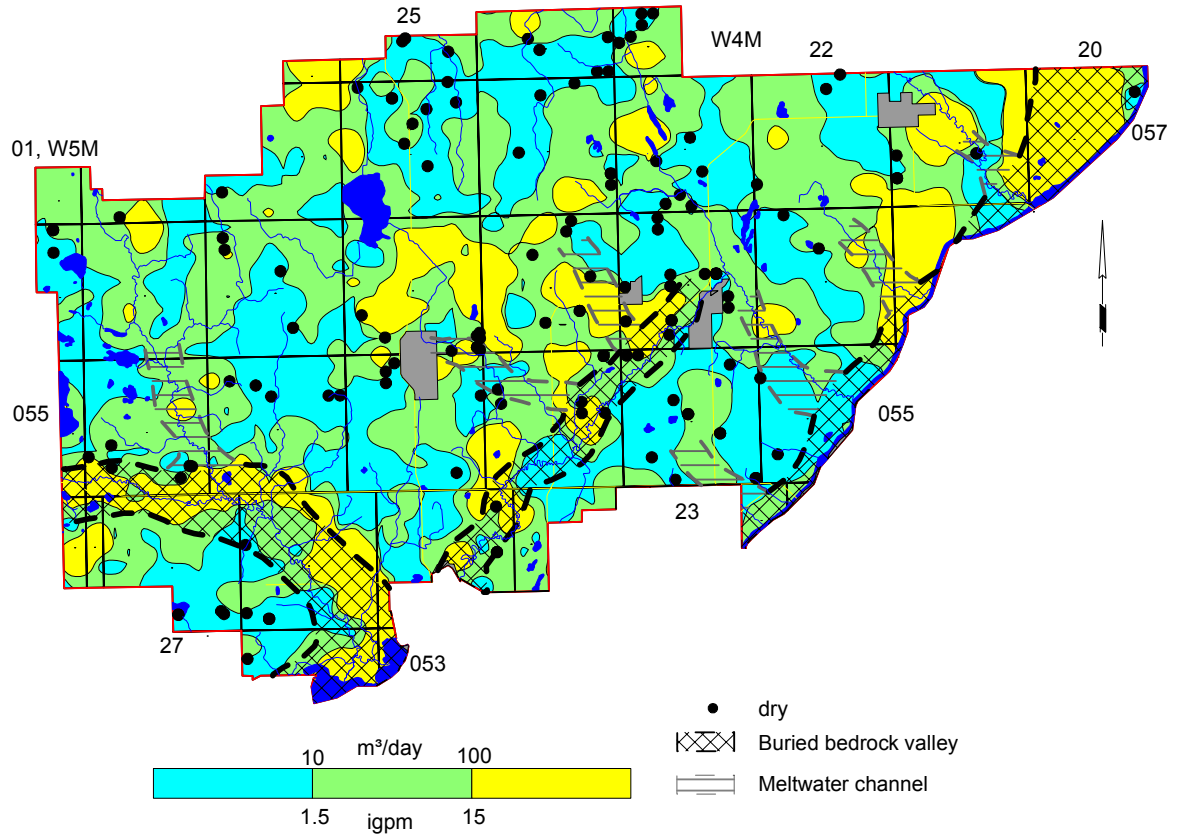 25
W4M
22
20
057
01, W5M
055
055
23
27
053
dry
Buried bedrock valley
Meltwater channel
10 m³/day 100
1.5 igpm 15